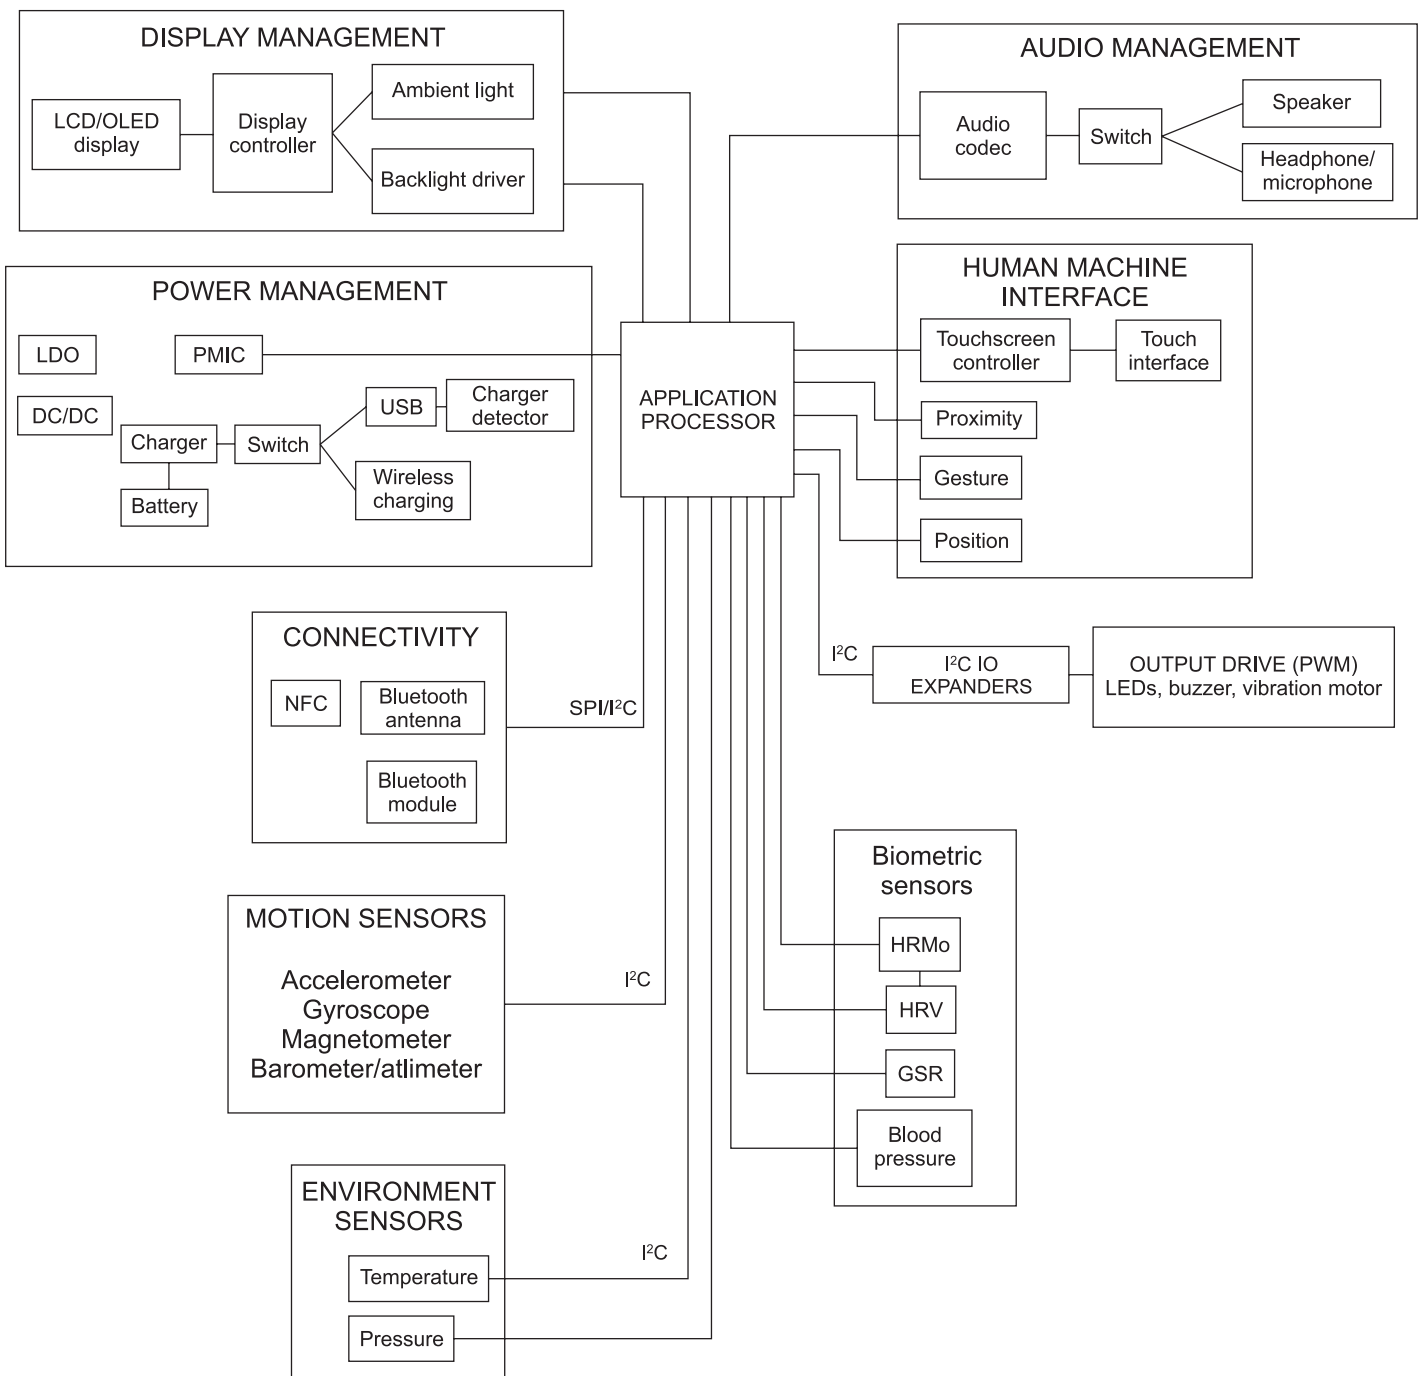 DISPLAY MANAGEMENT
LCD/OLED
display
Display
controller
Ambient light
Backlight driver
AUDIO MANAGEMENT
Audio
codec
Switch
Speaker
Headphone/
microphone
POWER MANAGEMENT
LDO
PMIC
DC/DC
Charger
Battery
Switch
USB
Charger
detector
Wireless
charging
APPLICATION
PROCESSOR
HUMAN MACHINE
INTERFACE
Touchscreen
controller
Touch
interface
Proximity
Gesture
Position
CONNECTIVITY
NFC
Bluetooth
antenna
Bluetooth
module
SPI/I²C
I²C
I²C IO
EXPANDERS
OUTPUT DRIVE (PWM)
LEDs, buzzer, vibration motor
MOTION SENSORS
Accelerometer
Gyroscope
Magnetometer
Barometer/atlimeter
I²C
Biometric
sensors
HRMo
HRV
GSR
Blood
pressure
ENVIRONMENT
SENSORS
Temperature
Pressure
I²C